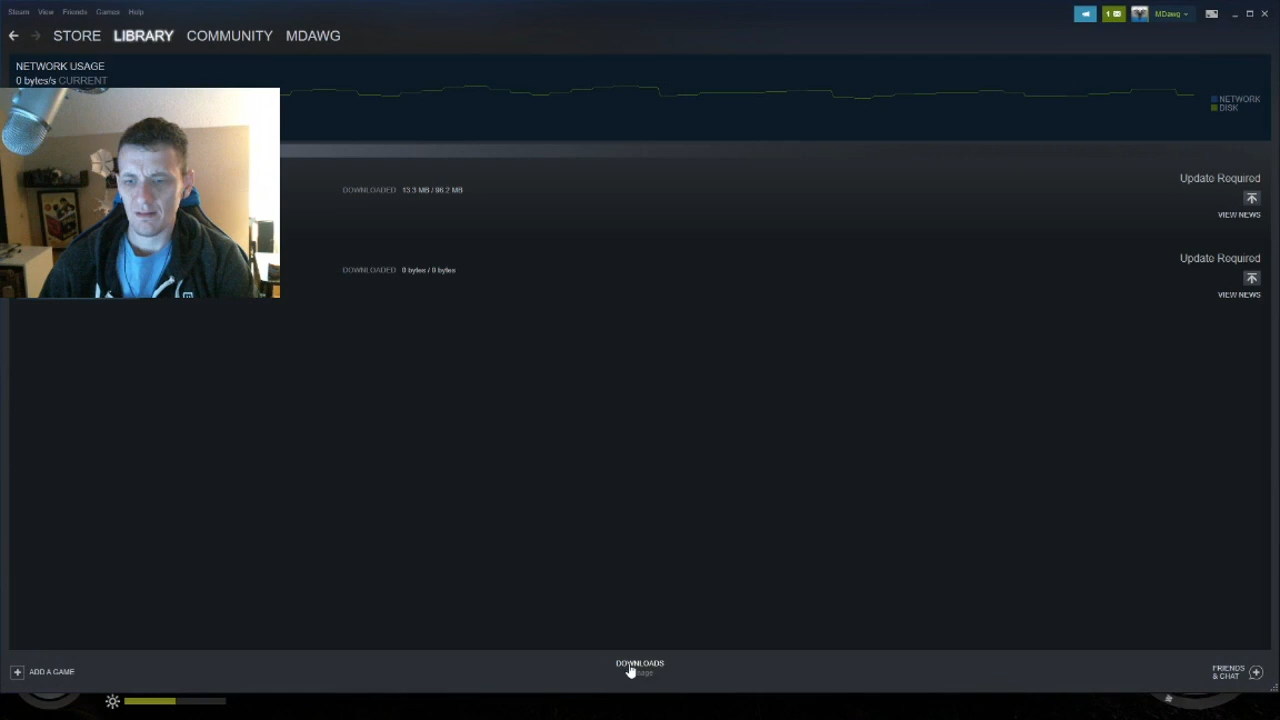 Steam View Friends Games Help
1 MDawg
STORE LIBRARY COMMUNITY MDAWG
NETWORK USAGE
0 bytes/s CURRENT
NETWORK
DISK
DOWNLOADED 13.3 MB / 96.2 MB
Update Required
VIEW NEWS
DOWNLOADED 0 bytes / 0 bytes
Update Required
VIEW NEWS
ADD A GAME
DOWNLOADS
FRIENDS
& CHAT